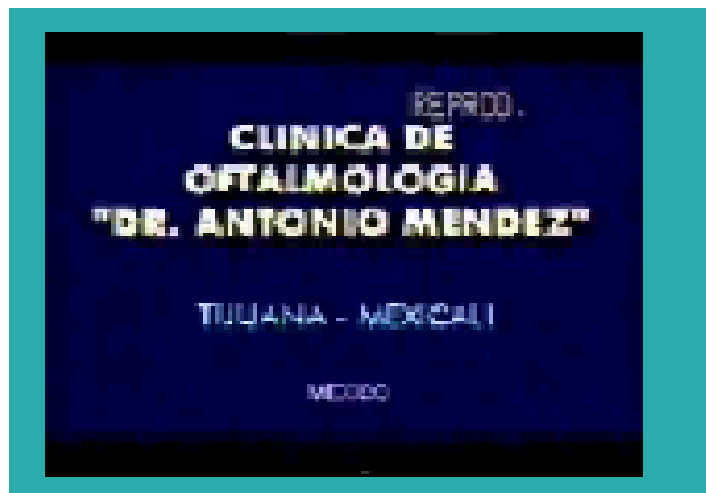 REPROD.
CLINICA DE
OFTALMOLOGIA
"DR. ANTONIO MENDEZ"
TIJUANA - MEXICALI
MEXICO